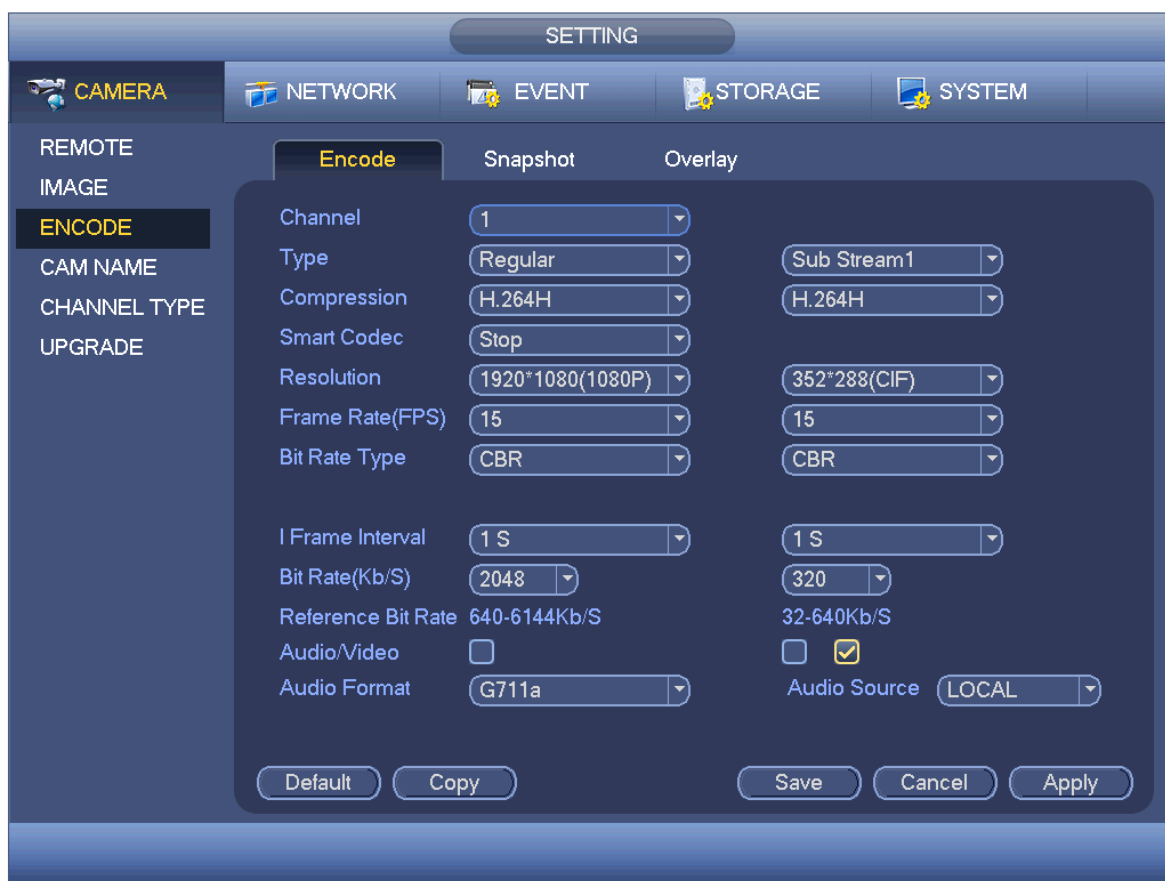 SETTING
CAMERA NETWORK EVENT STORAGE SYSTEM
REMOTE
IMAGE
ENCODE
CAM NAME
CHANNEL TYPE
UPGRADE
Encode Snapshot Overlay
Channel 1
Type Regular Sub Stream1
Compression H.264H H.264H
Smart Codec Stop
Resolution 1920*1080(1080P) 352*288(CIF)
Frame Rate(FPS) 15 15
Bit Rate Type CBR CBR
I Frame Interval 1 S 1 S
Bit Rate(Kb/S) 2048 320
Reference Bit Rate 640-6144Kb/S 32-640Kb/S
Audio/Video
Audio Format G711a Audio Source LOCAL
Default Copy Save Cancel Apply